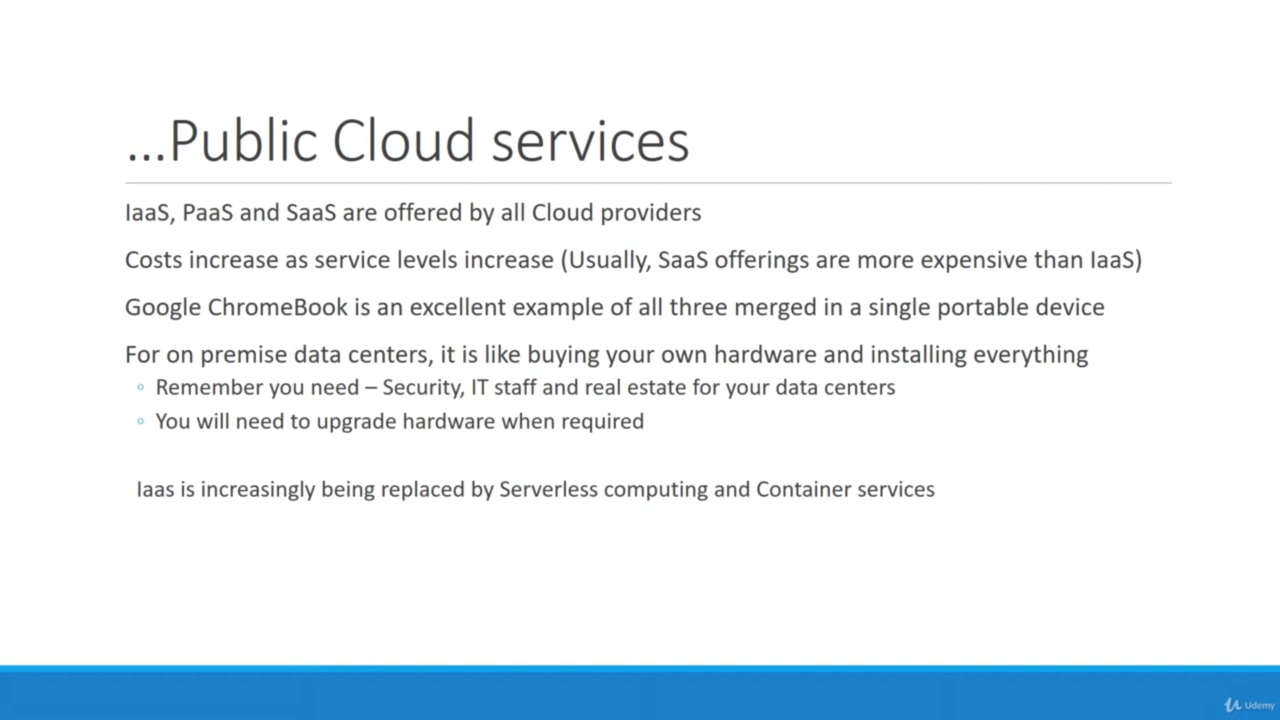 ...Public Cloud services
IaaS, PaaS and SaaS are offered by all Cloud providers
Costs increase as service levels increase (Usually, SaaS offerings are more expensive than IaaS)
Google ChromeBook is an excellent example of all three merged in a single portable device
For on premise data centers, it is like buying your own hardware and installing everything
Remember you need – Security, IT staff and real estate for your data centers
You will need to upgrade hardware when required
Iaas is increasingly being replaced by Serverless computing and Container services
Udemy